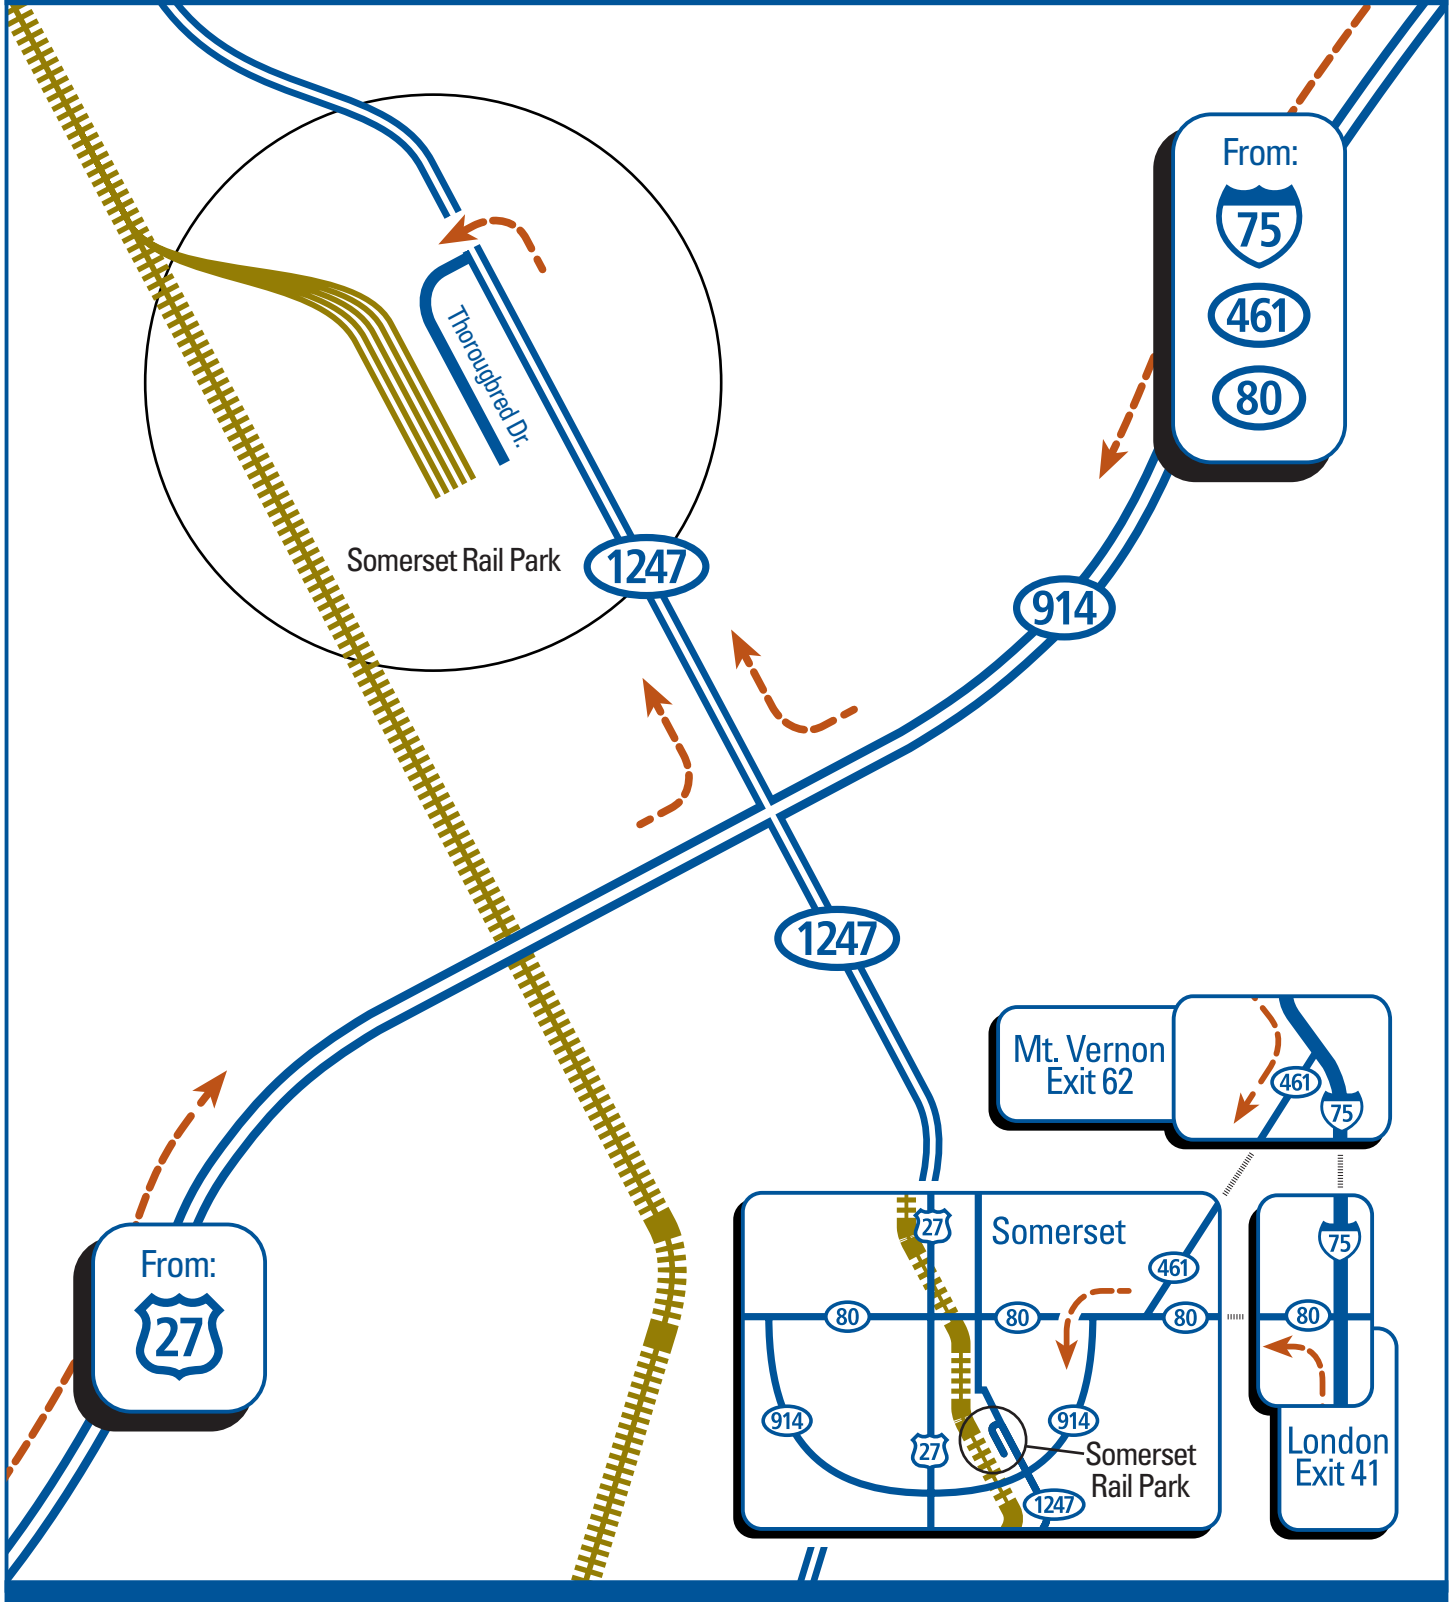 From:
75
461
80
Thorougbred Dr.
Somerset Rail Park
1247
914
1247
Mt. Vernon
Exit 62
461
75
From:
27
27
Somerset
461
80
80
80
914
27
914
Somerset
Rail Park
1247
75
80
London
Exit 41